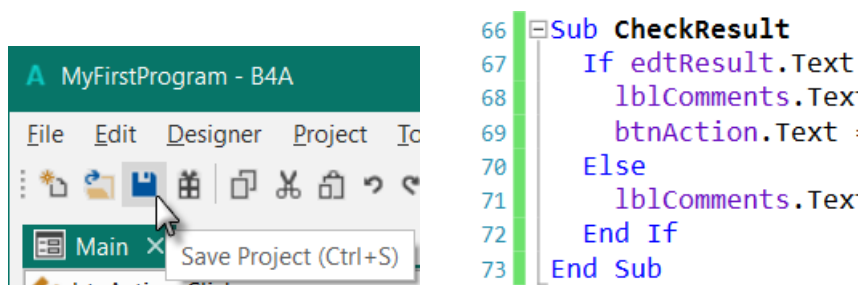 A MyFirstProgram - B4A
File Edit Designer Project
Main
Save Project (Ctrl+S)
66 Sub CheckResult
67 If edtResult.Text
68 lblComments.Tex
69 btnAction.Text =
70 Else
71 lblComments.Tex
72 End If
73 End Sub